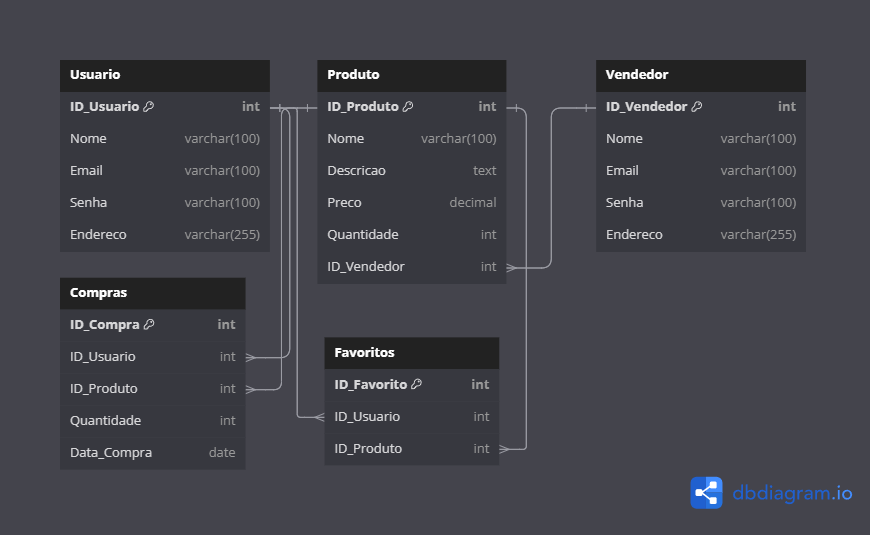 Usuario
ID_Usuario int
Nome varchar(100)
Email varchar(100)
Senha varchar(100)
Endereco varchar(255)
Produto
ID_Produto int
Nome varchar(100)
Descricao text
Preco decimal
Quantidade int
ID_Vendedor int
Vendedor
ID_Vendedor int
Nome varchar(100)
Email varchar(100)
Senha varchar(100)
Endereco varchar(255)
Compras
ID_Compra int
ID_Usuario int
ID_Produto int
Quantidade int
Data_Compra date
Favoritos
ID_Favorito int
ID_Usuario int
ID_Produto int
dbdiagram.io